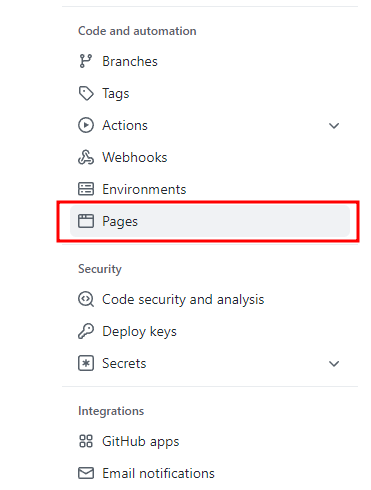 Code and automation
Branches
Tags
Actions
Webhooks
Environments
Pages
Security
Code security and analysis
Deploy keys
Secrets
Integrations
GitHub apps
Email notifications